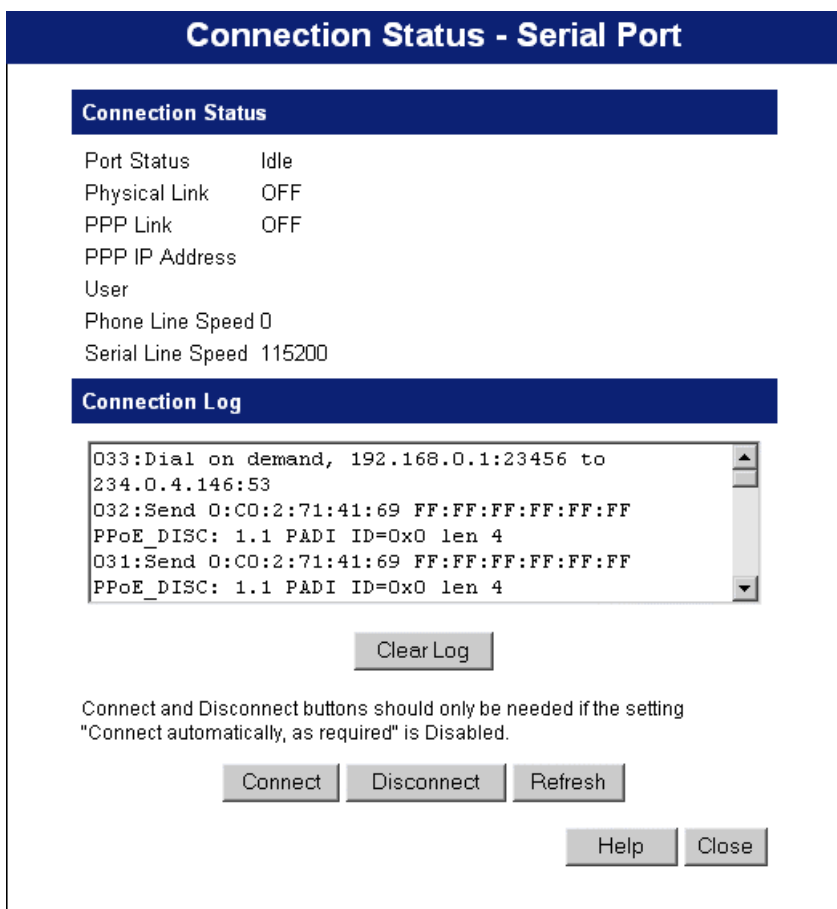 Connection Status - Serial Port
Connection Status
Port Status Idle
Physical Link OFF
PPP Link OFF
PPP IP Address
User
Phone Line Speed 0
Serial Line Speed 115200
Connection Log
033:Dial on demand, 192.168.0.1:23456 to
234.0.4.146:53
032:Send 0:C0:2:71:41:69 FF:FF:FF:FF:FF:FF
PPoE_DISC: 1.1 PADI ID=0x0 len 4
031:Send 0:C0:2:71:41:69 FF:FF:FF:FF:FF:FF
PPoE_DISC: 1.1 PADI ID=0x0 len 4
Clear Log
Connect and Disconnect buttons should only be needed if the setting
"Connect automatically, as required" is Disabled.
Connect Disconnect Refresh
Help Close